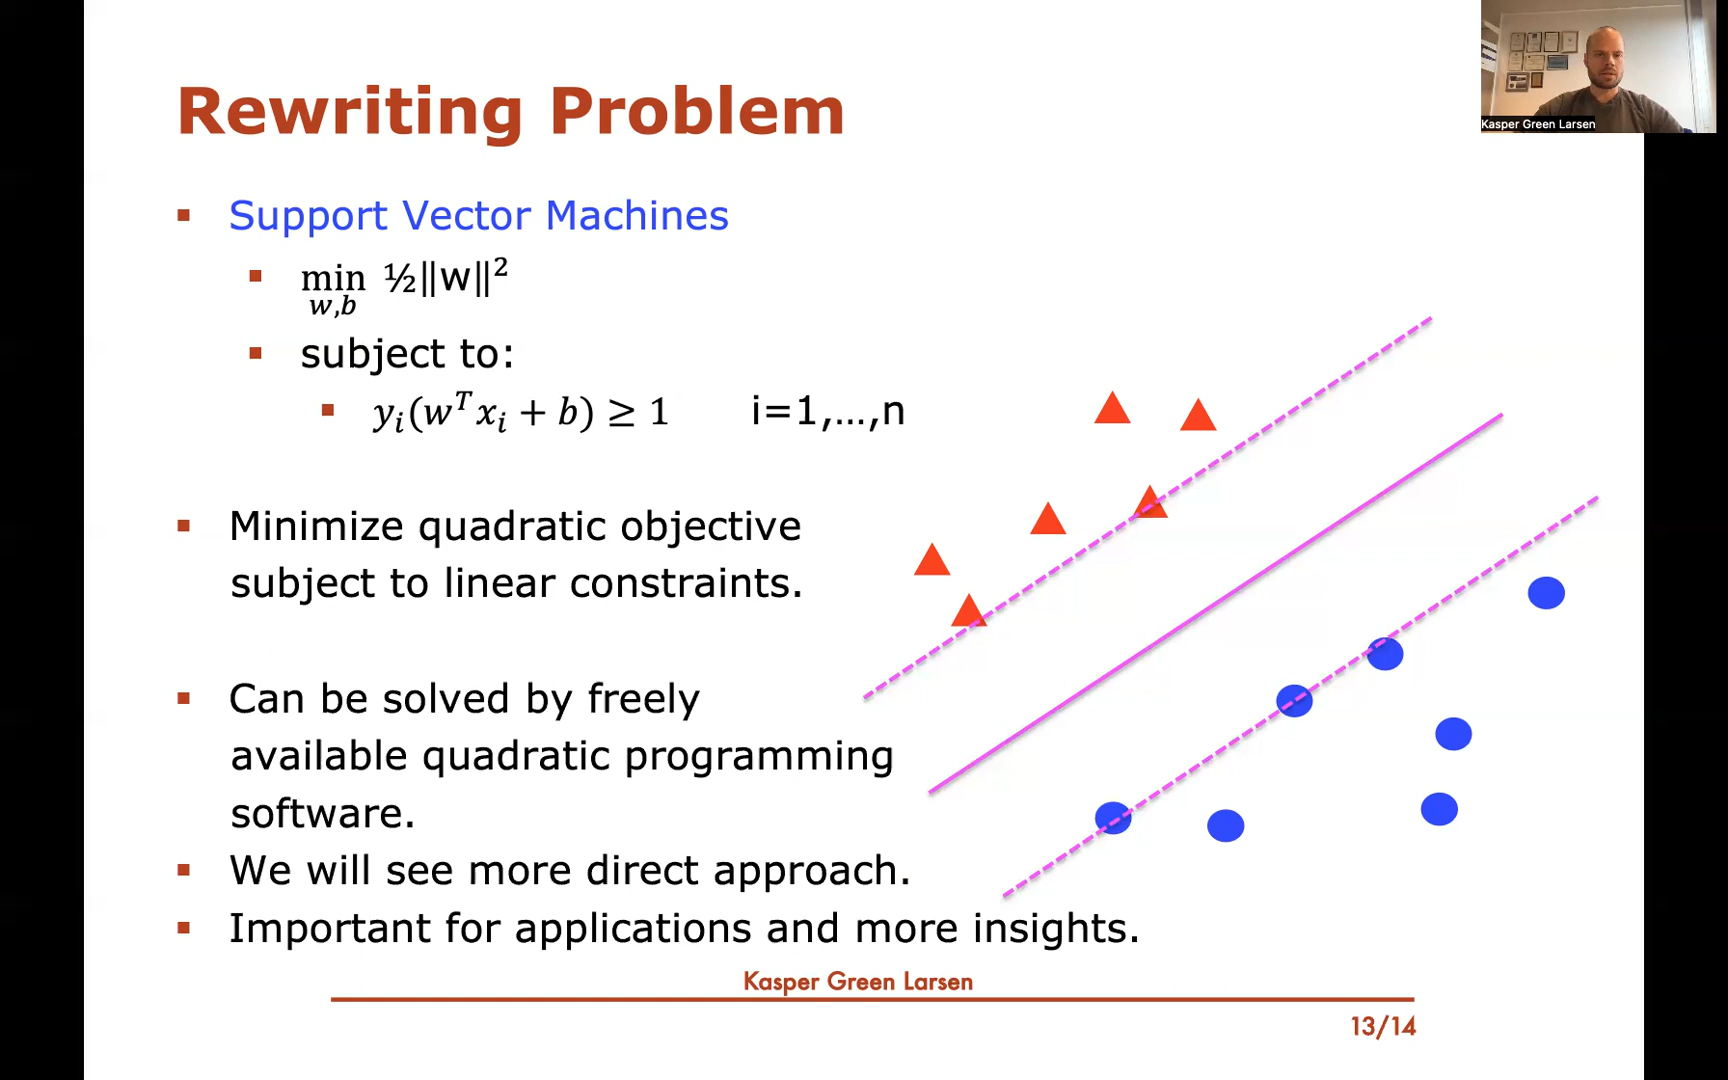 Rewriting Problem
Kasper Green Larsen
Support Vector Machines
min ½‖w‖²
w,b
subject to:
yᵢ(wᵀxᵢ + b) ≥ 1 i=1,…,n
Minimize quadratic objective
subject to linear constraints.
Can be solved by freely
available quadratic programming
software.
We will see more direct approach.
Important for applications and more insights.
Kasper Green Larsen
13/14